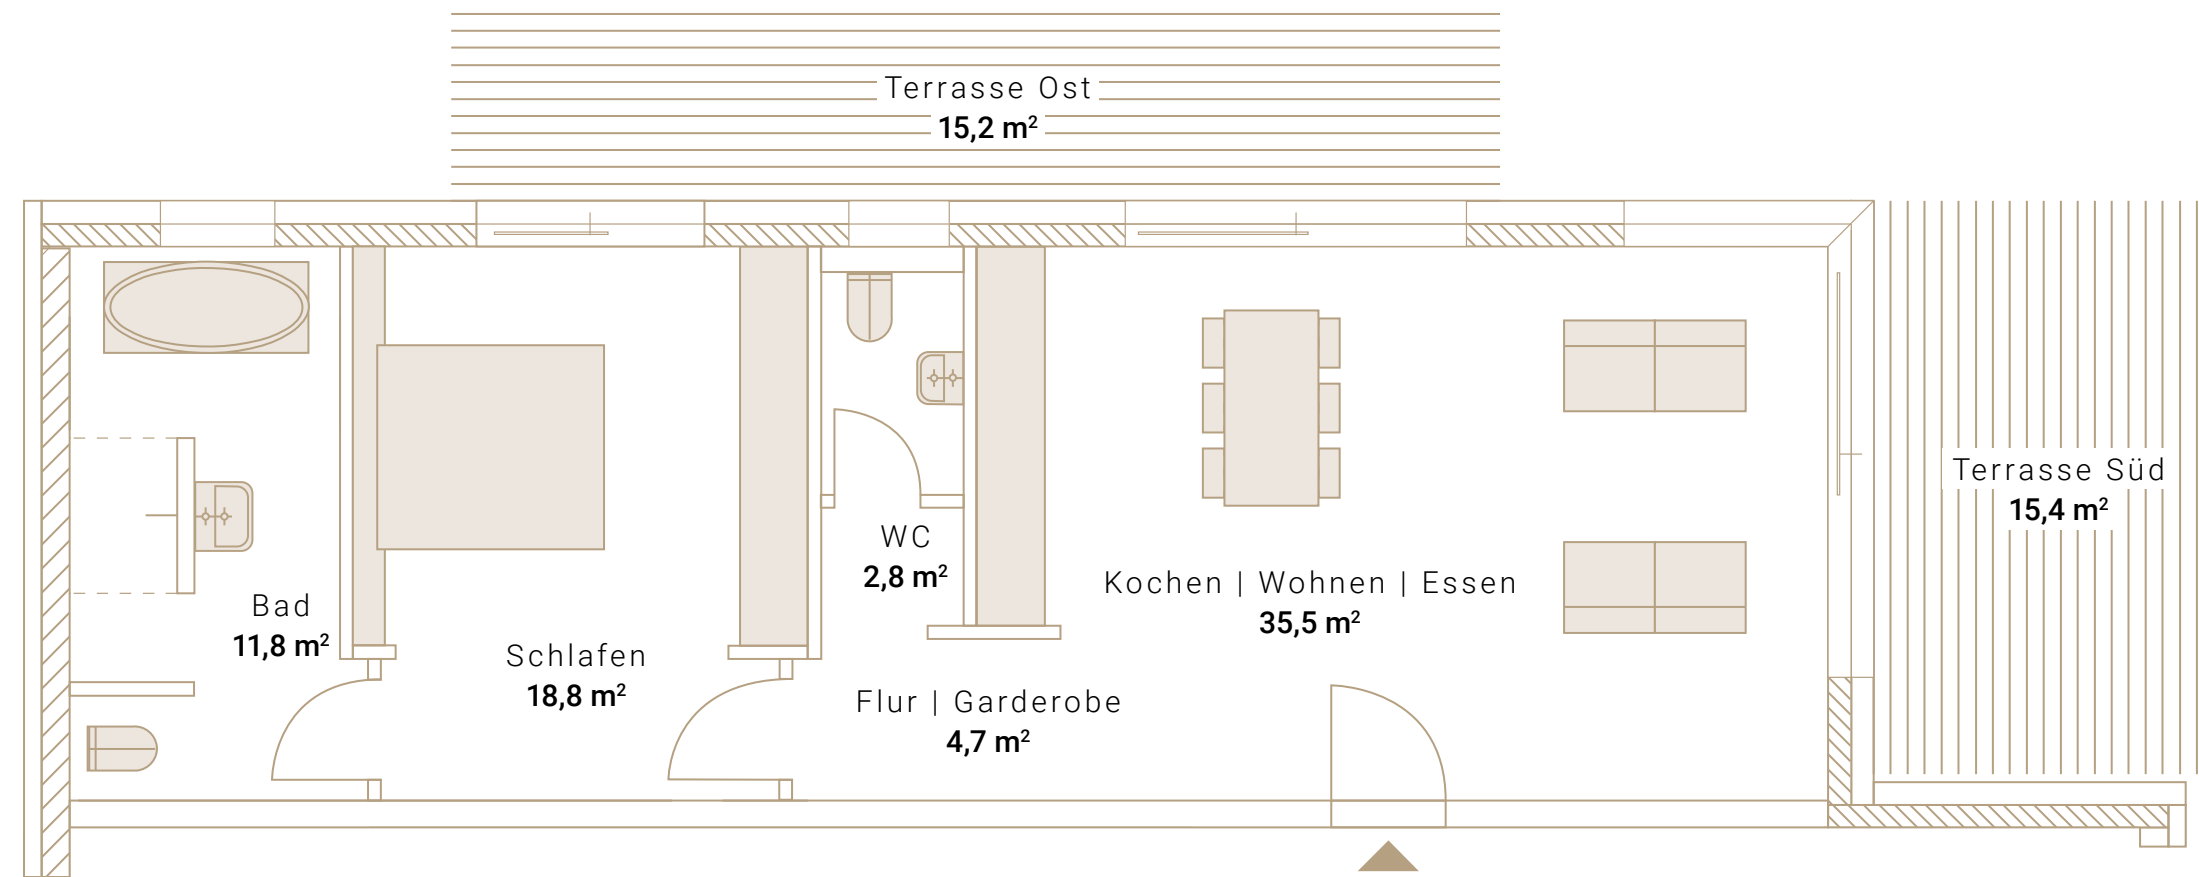 Terrasse Ost
15,2 m²
Terrasse Süd
15,4 m²
WC
2,8 m²
Kochen | Wohnen | Essen
35,5 m²
Bad
11,8 m²
Schlafen
18,8 m²
Flur | Garderobe
4,7 m²